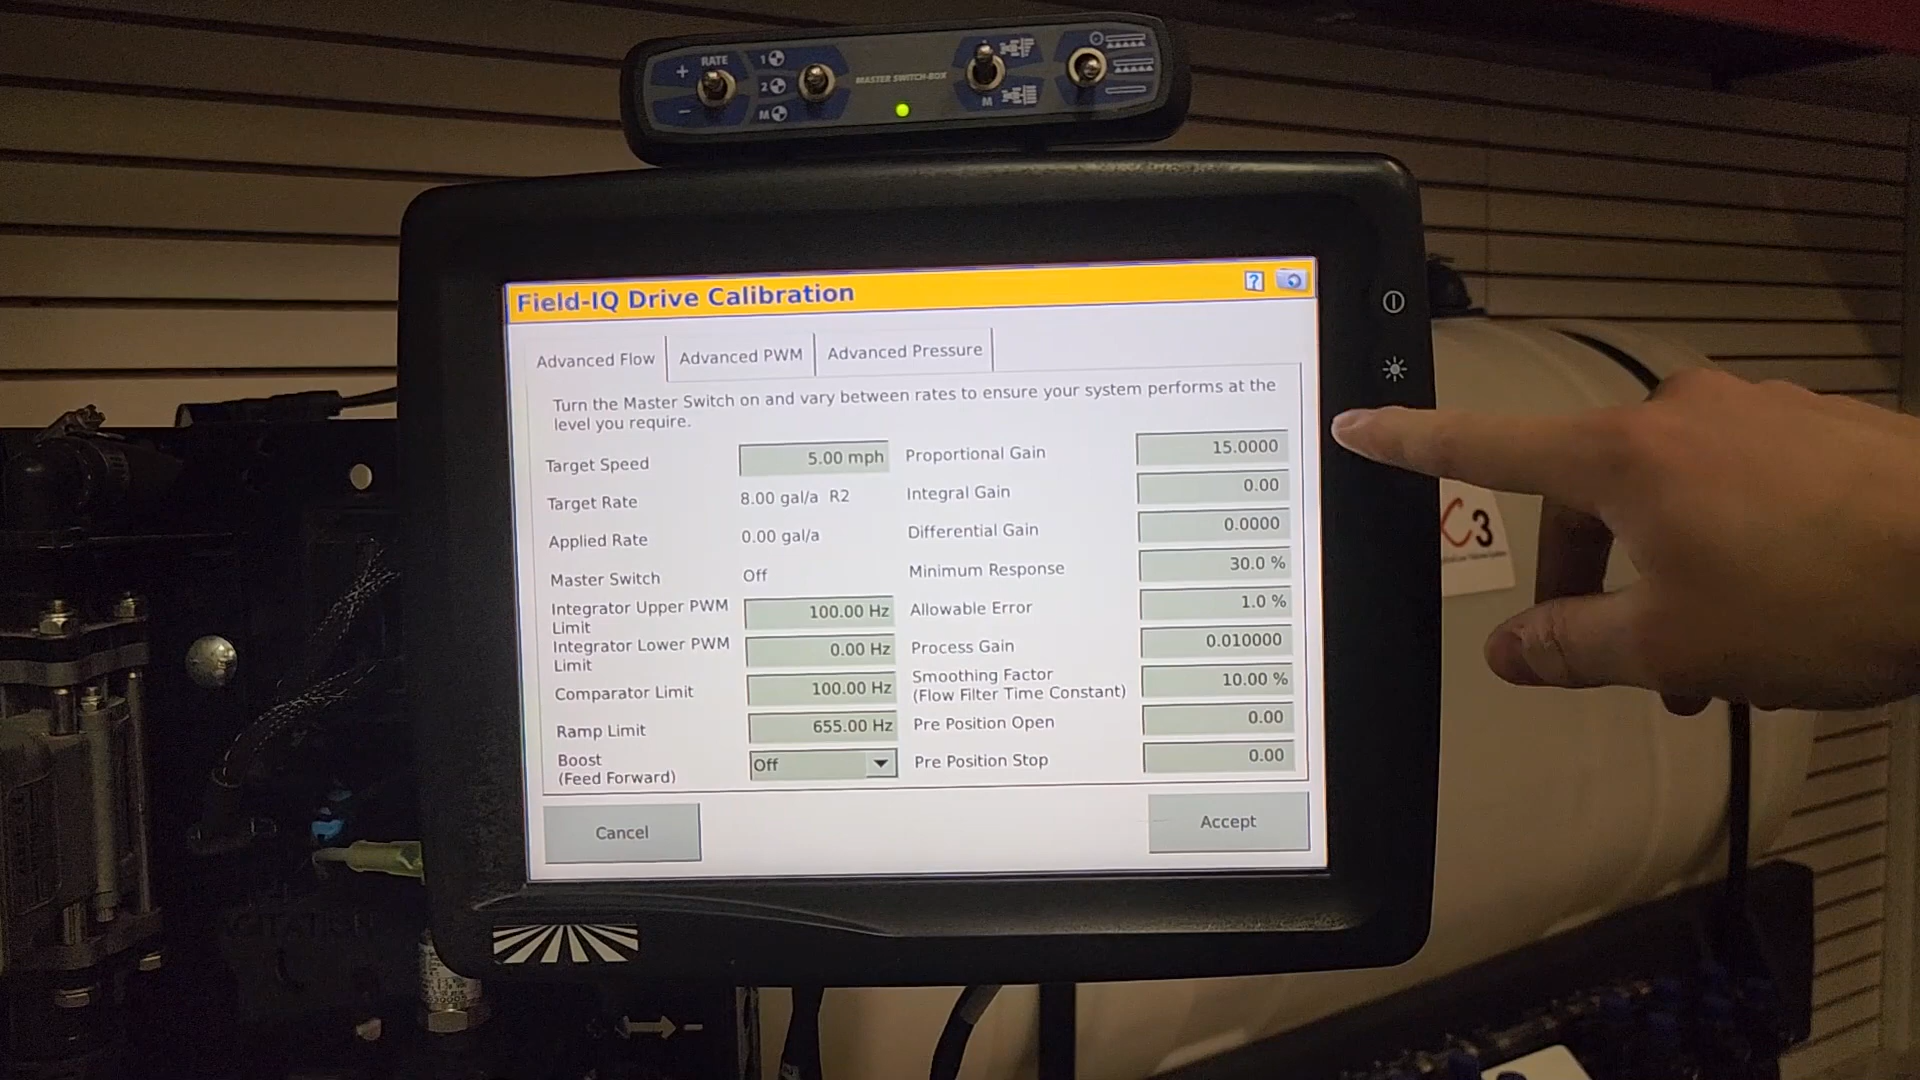 + RATE
−
1
2
M
MASTER SWITCH-BOX
M
Field-IQ Drive Calibration
?
Advanced Flow
Advanced PWM
Advanced Pressure
Turn the Master Switch on and vary between rates to ensure your system performs at the
level you require.
Target Speed
5.00 mph
Target Rate
8.00 gal/a R2
Applied Rate
0.00 gal/a
Master Switch
Off
Integrator Upper PWM
Limit
100.00 Hz
Integrator Lower PWM
Limit
0.00 Hz
Comparator Limit
100.00 Hz
Ramp Limit
655.00 Hz
Boost
(Feed Forward)
Off
Proportional Gain
15.0000
Integral Gain
0.00
Differential Gain
0.0000
Minimum Response
30.0 %
Allowable Error
1.0 %
Process Gain
0.010000
Smoothing Factor
(Flow Filter Time Constant)
10.00 %
Pre Position Open
0.00
Pre Position Stop
0.00
Cancel
Accept
C3